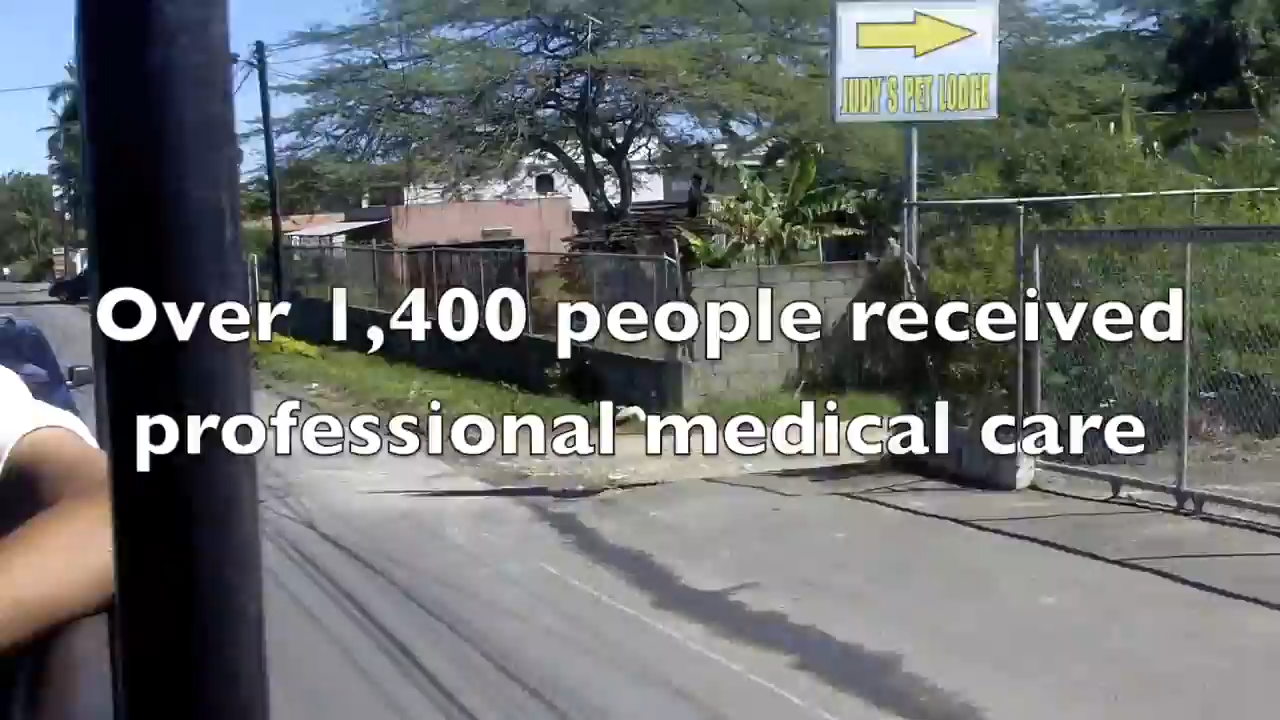 JUDY'S PET LODGE
Over 1,400 people received
professional medical care